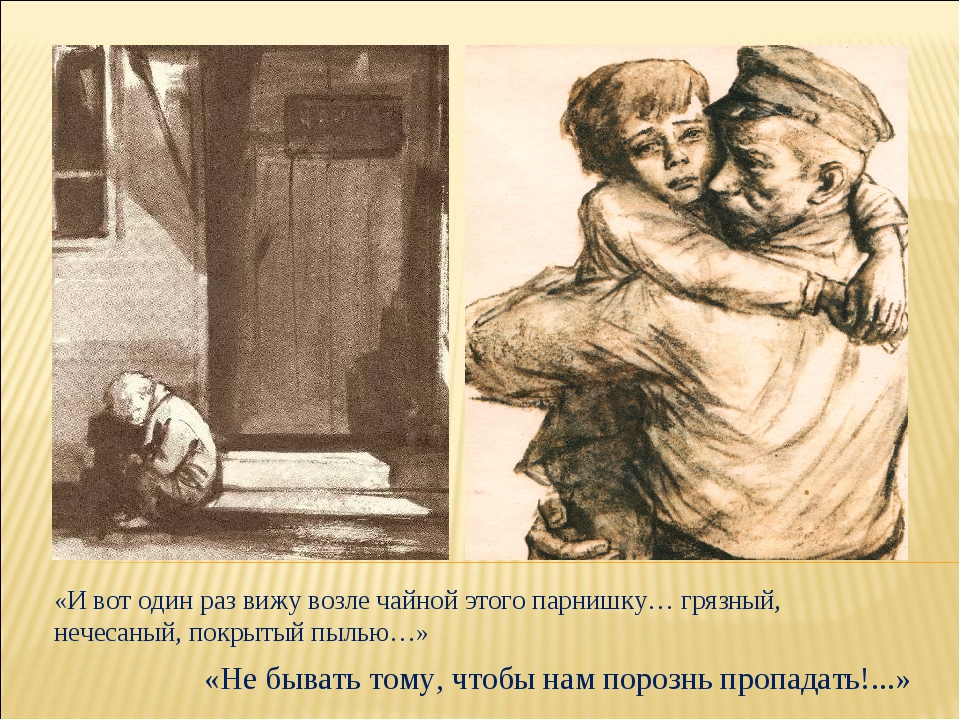 «И вот один раз вижу возле чайной этого парнишку… грязный,
нечесаный, покрытый пылью…»
«Не бывать тому, чтобы нам порознь пропадать!...»